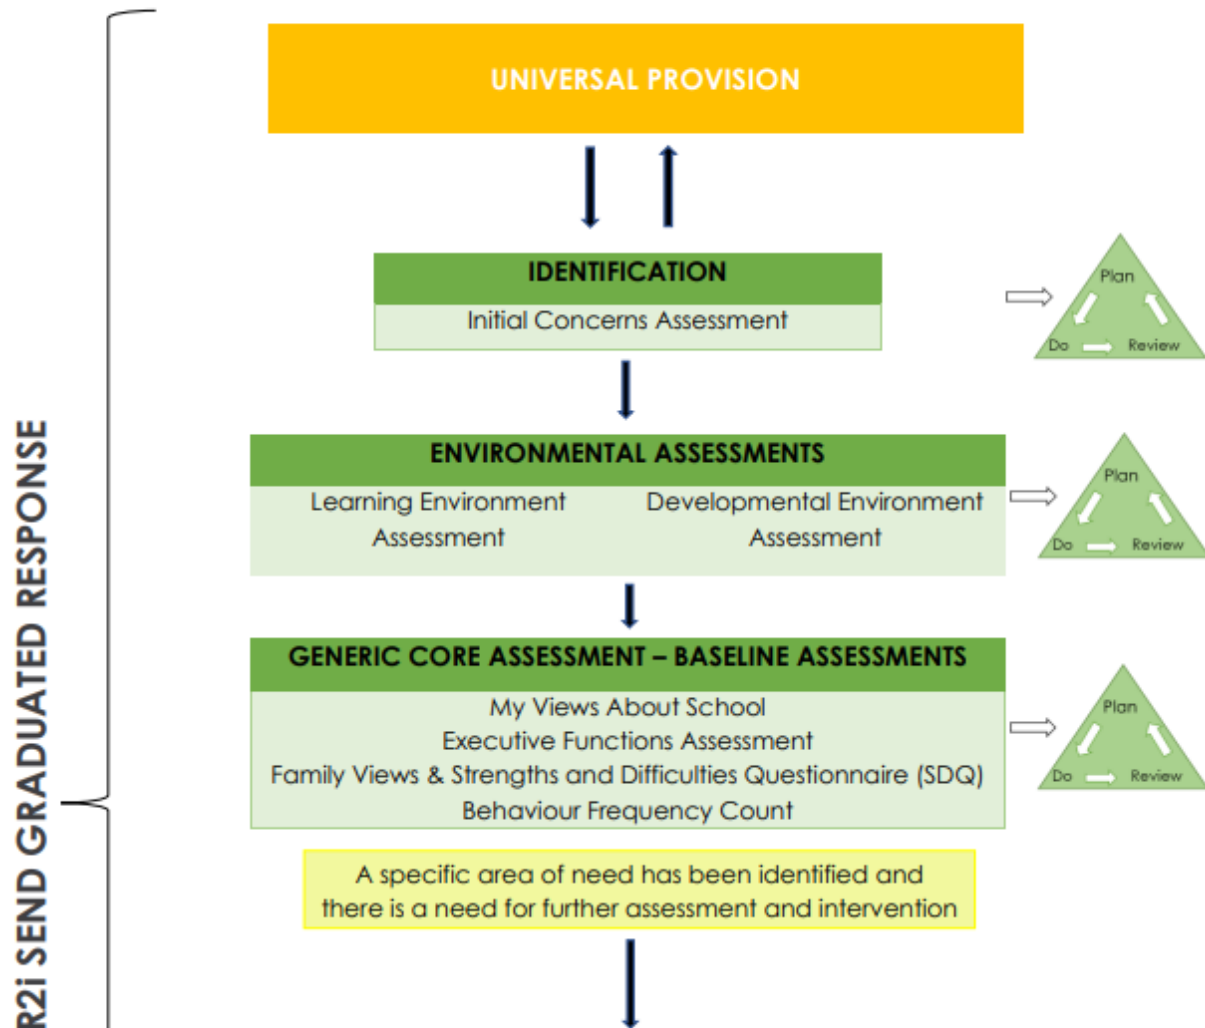 UNIVERSAL PROVISION
IDENTIFICATION
Initial Concerns Assessment
Plan
Do
Review
ENVIRONMENTAL ASSESSMENTS
Learning Environment
Assessment
Developmental Environment
Assessment
Plan
Do
Review
GENERIC CORE ASSESSMENT – BASELINE ASSESSMENTS
My Views About School
Executive Functions Assessment
Family Views & Strengths and Difficulties Questionnaire (SDQ)
Behaviour Frequency Count
Plan
Do
Review
A specific area of need has been identified and
there is a need for further assessment and intervention
R2i SEND GRADUATED RESPONSE